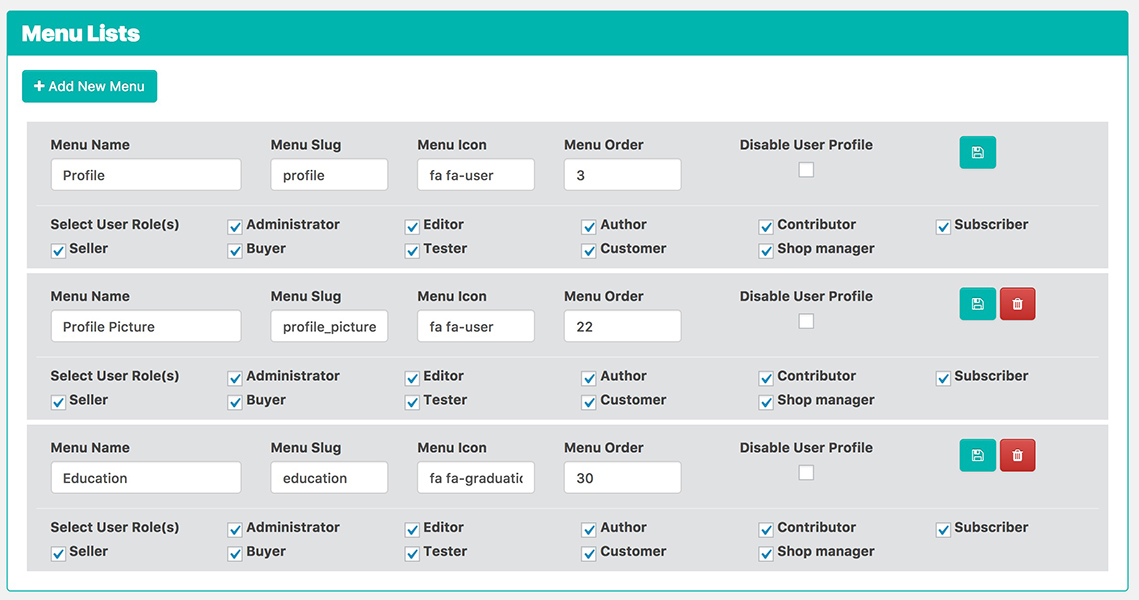 Menu Lists
+ Add New Menu
Menu Name Menu Slug Menu Icon Menu Order Disable User Profile
Profile profile fa fa-user 3
Select User Role(s) Administrator Editor Author Contributor Subscriber
Seller Buyer Tester Customer Shop manager
Menu Name Menu Slug Menu Icon Menu Order Disable User Profile
Profile Picture profile_picture fa fa-user 22
Select User Role(s) Administrator Editor Author Contributor Subscriber
Seller Buyer Tester Customer Shop manager
Menu Name Menu Slug Menu Icon Menu Order Disable User Profile
Education education fa fa-graduatic 30
Select User Role(s) Administrator Editor Author Contributor Subscriber
Seller Buyer Tester Customer Shop manager